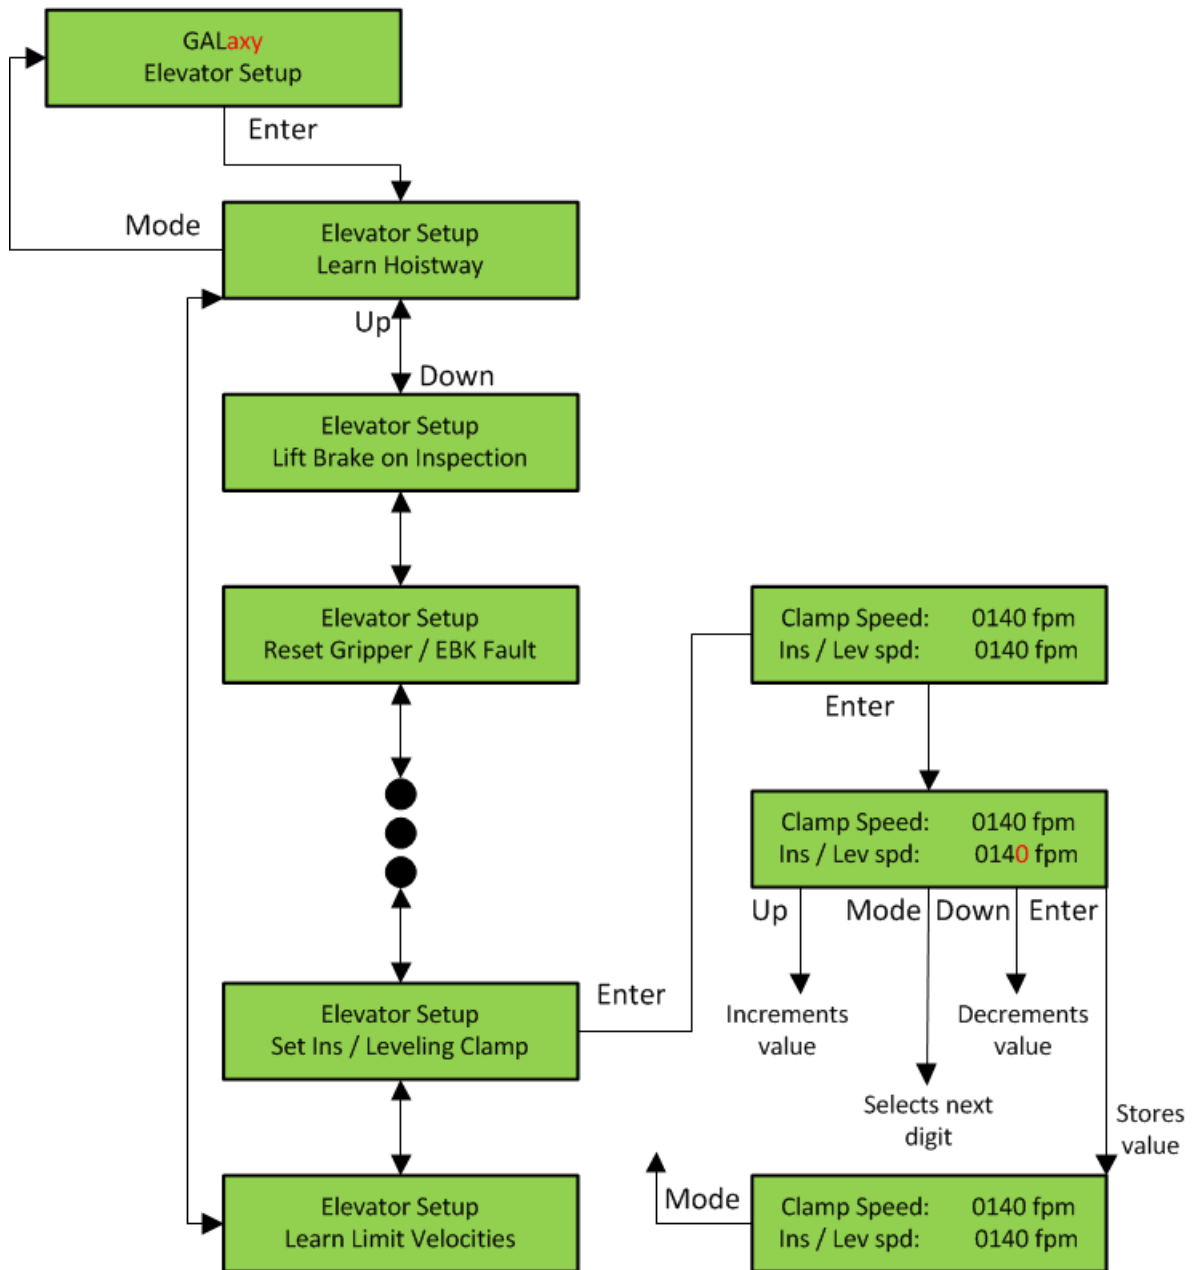 GALaxy
Elevator Setup
Enter
Mode
Elevator Setup
Learn Hoistway
Up
Down
Elevator Setup
Lift Brake on Inspection
Elevator Setup
Reset Gripper / EBK Fault
Elevator Setup
Set Ins / Leveling Clamp
Enter
Elevator Setup
Learn Limit Velocities
Clamp Speed: 0140 fpm
Ins / Lev spd: 0140 fpm
Enter
Clamp Speed: 0140 fpm
Ins / Lev spd: 0140 fpm
Up Mode Down Enter
Increments
value
Decrements
value
Selects next
digit
Stores
value
Mode
Clamp Speed: 0140 fpm
Ins / Lev spd: 0140 fpm